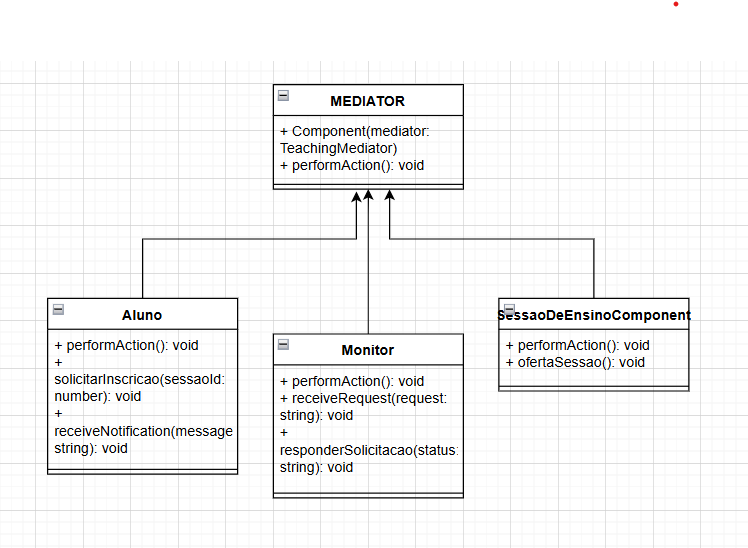 MEDIATOR
+ Component(mediator:
TeachingMediator)
+ performAction(): void
Aluno
+ performAction(): void
+
solicitarInscricao(sessaoId:
number): void
+
receiveNotification(message
string): void
Monitor
+ performAction(): void
+ receiveRequest(request:
string): void
+
responderSolicitacao(status:
string): void
SessaoDeEnsinoComponent
+ performAction(): void
+ ofertaSessao(): void